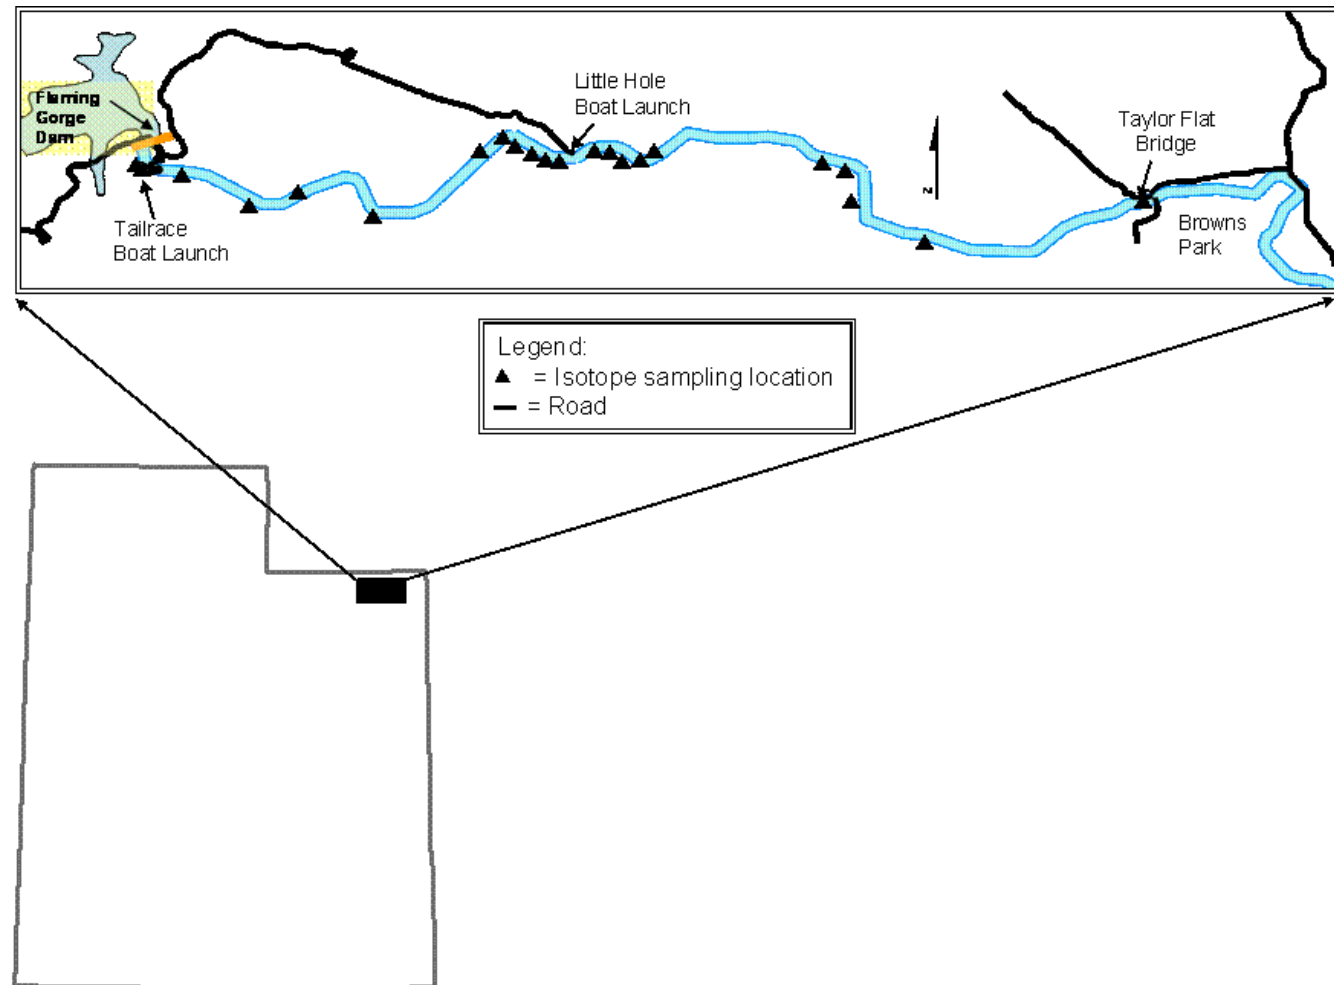 Flaming
Gorge
Dam
Tailrace
Boat Launch
Little Hole
Boat Launch
Taylor Flat
Bridge
Browns
Park
N
Legend:
▲ = Isotope sampling location
━ = Road